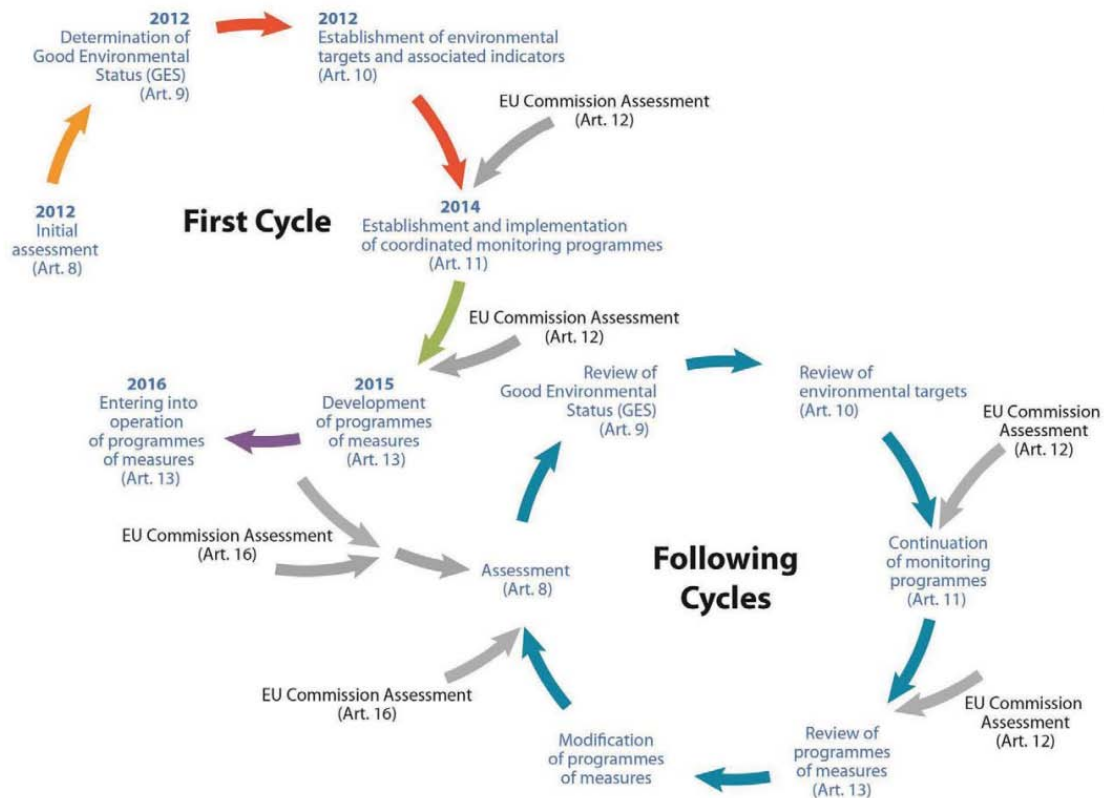 2012
Determination of
Good Environmental
Status (GES)
(Art. 9)
2012
Establishment of environmental
targets and associated indicators
(Art. 10)
EU Commission Assessment
(Art. 12)
2012
Initial
assessment
(Art. 8)
First Cycle
2014
Establishment and implementation
of coordinated monitoring programmes
(Art. 11)
EU Commission Assessment
(Art. 12)
2016
Entering into
operation
of programmes
of measures
(Art. 13)
2015
Development
of programmes
of measures
(Art. 13)
Review of
Good Environmental
Status (GES)
(Art. 9)
Review of
environmental targets
(Art. 10)
EU Commission
Assessment
(Art. 12)
EU Commission Assessment
(Art. 16)
Assessment
(Art. 8)
Following
Cycles
Continuation
of monitoring
programmes
(Art. 11)
EU Commission Assessment
(Art. 16)
EU Commission
Assessment
(Art. 12)
Modification
of programmes
of measures
Review of
programmes
of measures
(Art. 13)